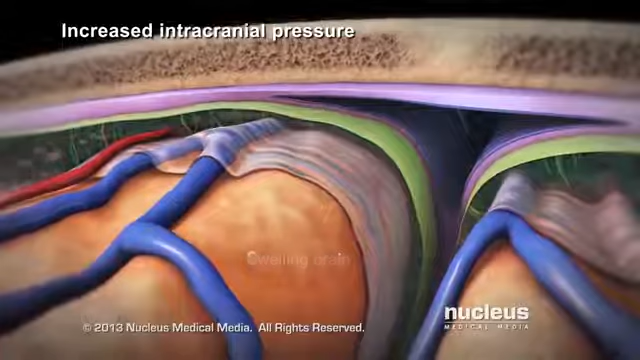 Increased intracranial pressure
Swelling brain
© 2013 Nucleus Medical Media. All Rights Reserved.
nucleus
MEDICAL MEDIA